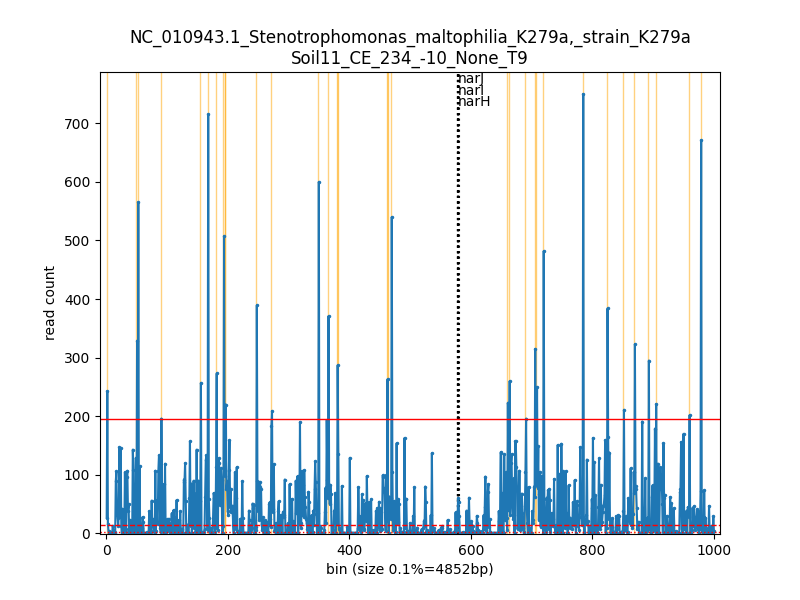 NC_010943.1_Stenotrophomonas_maltophilia_K279a,_strain_K279a
Soil11_CE_234_-10_None_T9
narJ
narI
narH
700
600
500
400
300
200
100
0
read count
0 200 400 600 800 1000
bin (size 0.1%=4852bp)